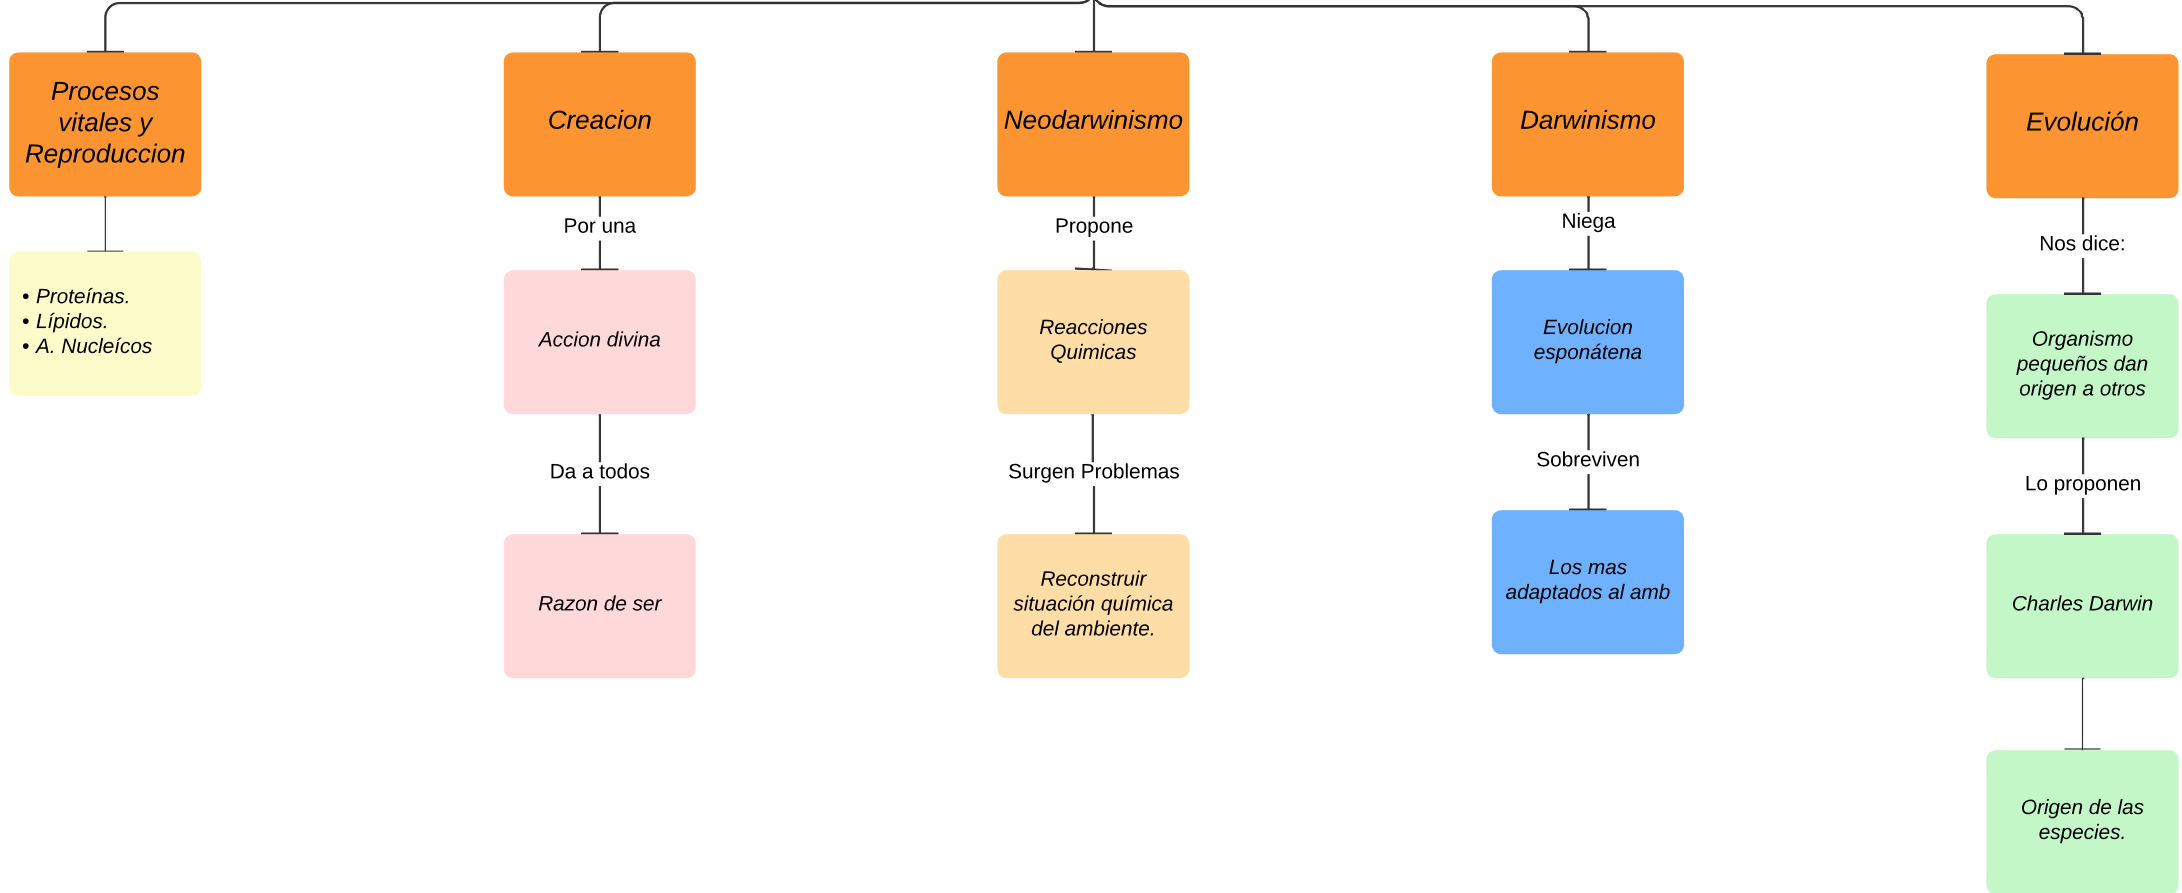 Procesos
vitales y
Reproduccion
• Proteínas.
• Lípidos.
• A. Nucleícos
Creacion
Por una
Accion divina
Da a todos
Razon de ser
Neodarwinismo
Propone
Reacciones
Quimicas
Surgen Problemas
Reconstruir
situación química
del ambiente.
Darwinismo
Niega
Evolucion
esponátena
Sobreviven
Los mas
adaptados al amb
Evolución
Nos dice:
Organismo
pequeños dan
origen a otros
Lo proponen
Charles Darwin
Origen de las
especies.